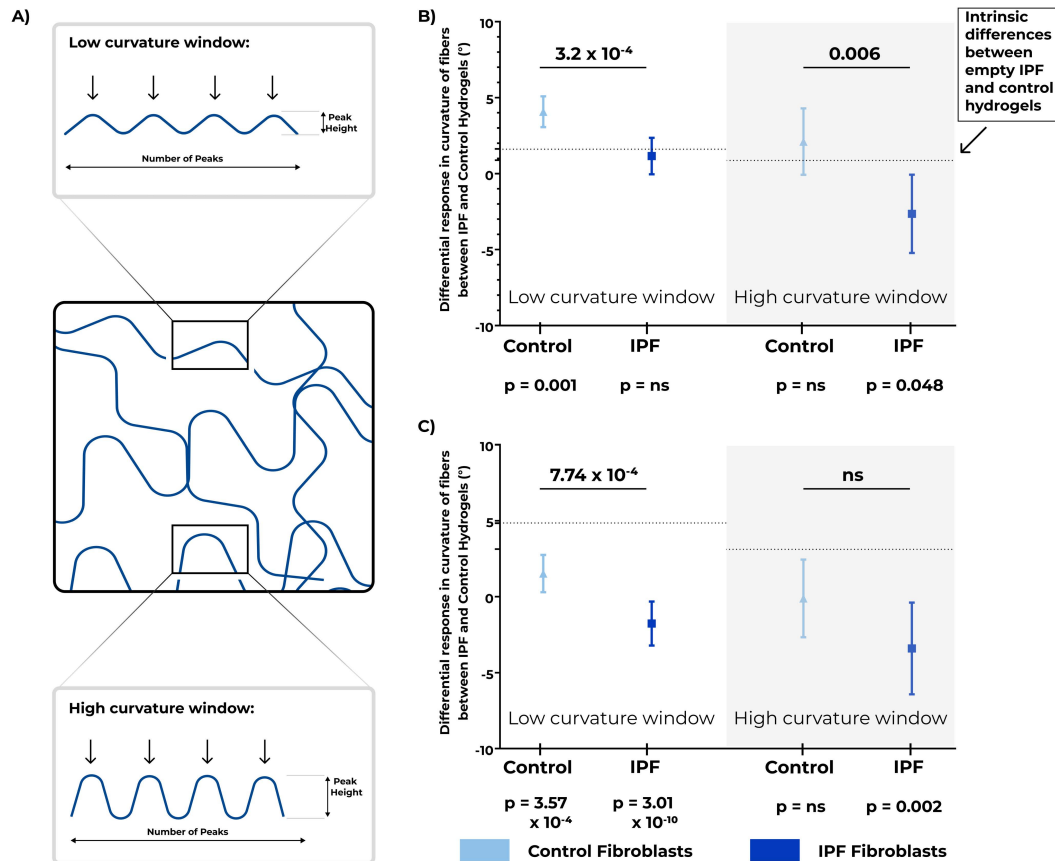 A)
Low curvature window:
Peak
Height
Number of Peaks
High curvature window:
Peak
Height
Number of Peaks
B)
Differential response in curvature of fibers
between IPF and Control Hydrogels (°)
10
5
0
-5
-10
3.2 x 10⁻⁴
0.006
Intrinsic
differences
between
empty IPF
and control
hydrogels
Low curvature window
High curvature window
Control
IPF
Control
IPF
p = 0.001
p = ns
p = ns
p = 0.048
C)
Differential response in curvature of fibers
between IPF and Control Hydrogels (°)
10
5
0
-5
-10
7.74 x 10⁻⁴
ns
Low curvature window
High curvature window
Control
IPF
Control
IPF
p = 3.57
x 10⁻⁴
p = 3.01
x 10⁻¹⁰
p = ns
p = 0.002
Control Fibroblasts
IPF Fibroblasts